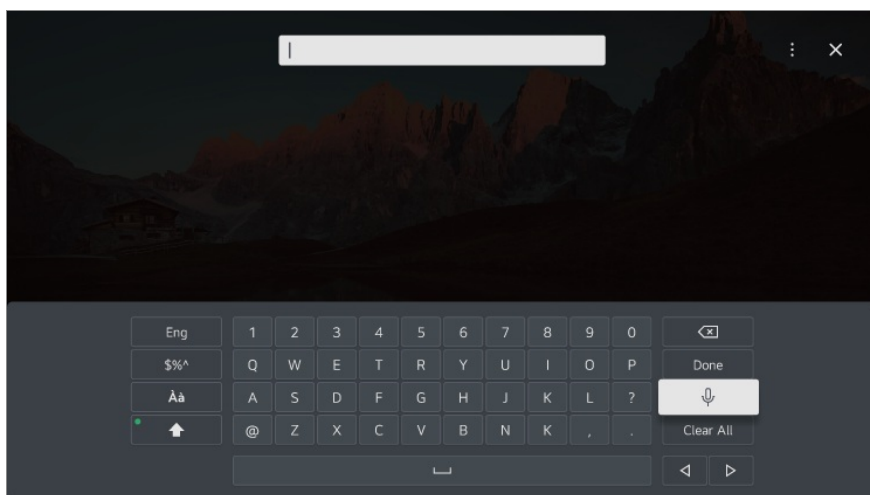 Eng 1 2 3 4 5 6 7 8 9 0
$%^ Q W E T R Y U I O P Done
Àà A S D F G H J K L ?
@ Z X C V B N K , . Clear All